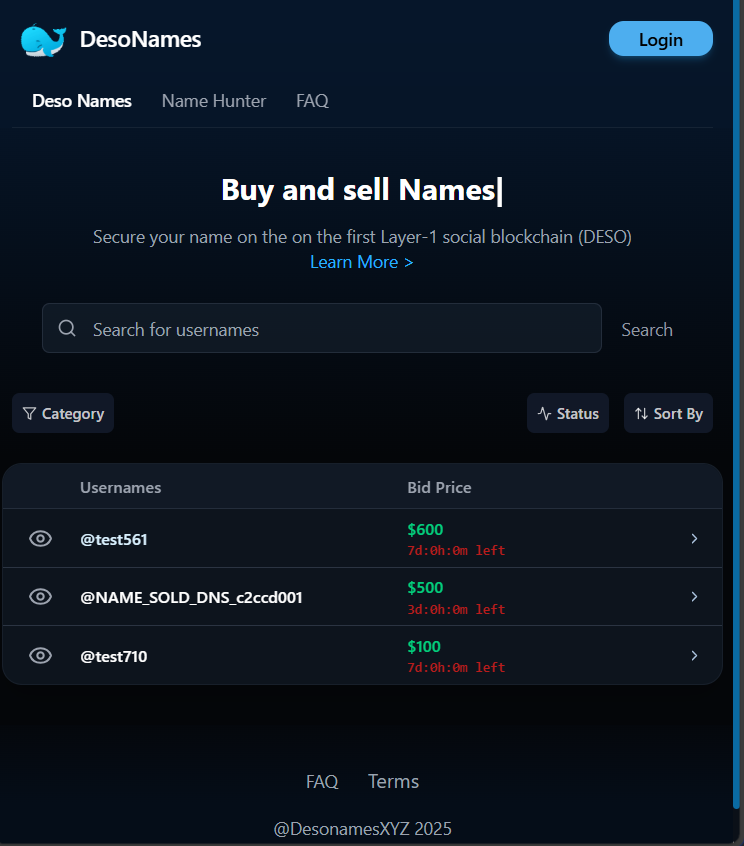 DesoNames
Login
Deso Names Name Hunter FAQ
Buy and sell Names|
Secure your name on the on the first Layer-1 social blockchain (DESO)
Learn More >
Search for usernames Search
Category Status Sort By
Usernames Bid Price
@test561 $600
7d:0h:0m left
@NAME_SOLD_DNS_c2ccd001 $500
3d:0h:0m left
@test710 $100
7d:0h:0m left
FAQ Terms
@DesonamesXYZ 2025